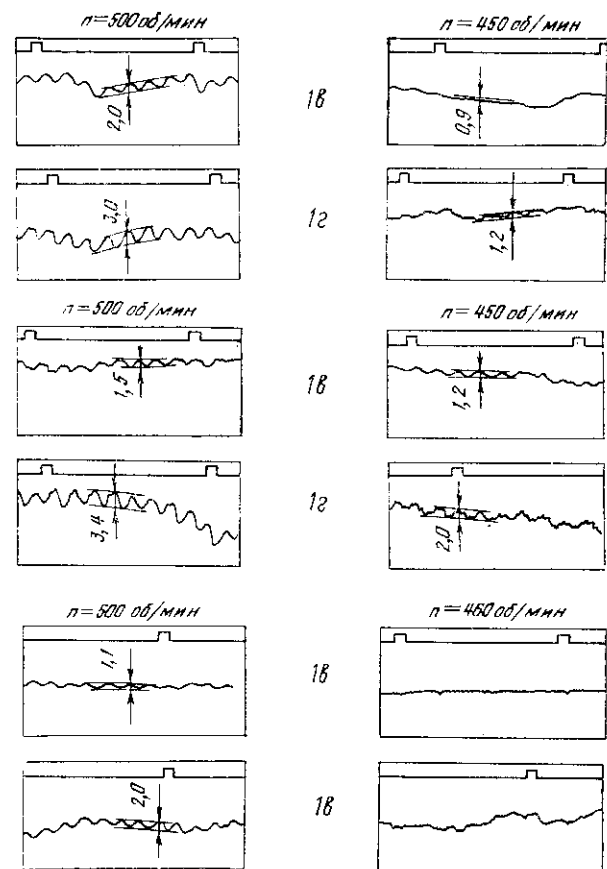 n=500 об/мин
n=450 об/мин
2,0
1в
0,9
3,0
1г
1,2
n=500 об/мин
n=450 об/мин
1,5
1в
1,2
3,4
1г
2,0
n=500 об/мин
n=460 об/мин
1,1
1в
2,0
1в